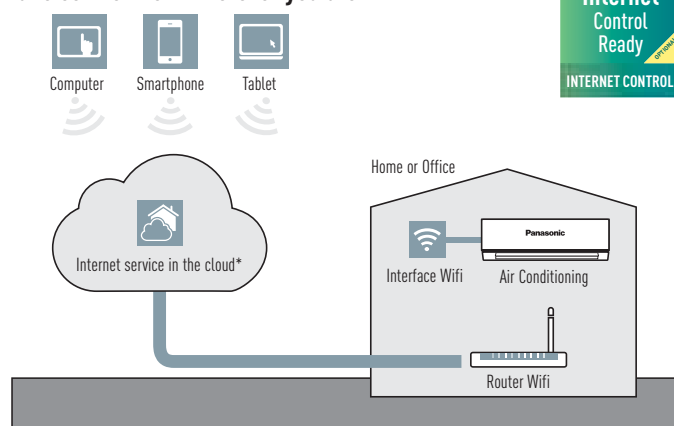 Internet
Control
Ready
OPTIONAL
INTERNET CONTROL
Computer
Smartphone
Tablet
Home or Office
Panasonic
Internet service in the cloud*
Interface Wifi
Air Conditioning
Router Wifi